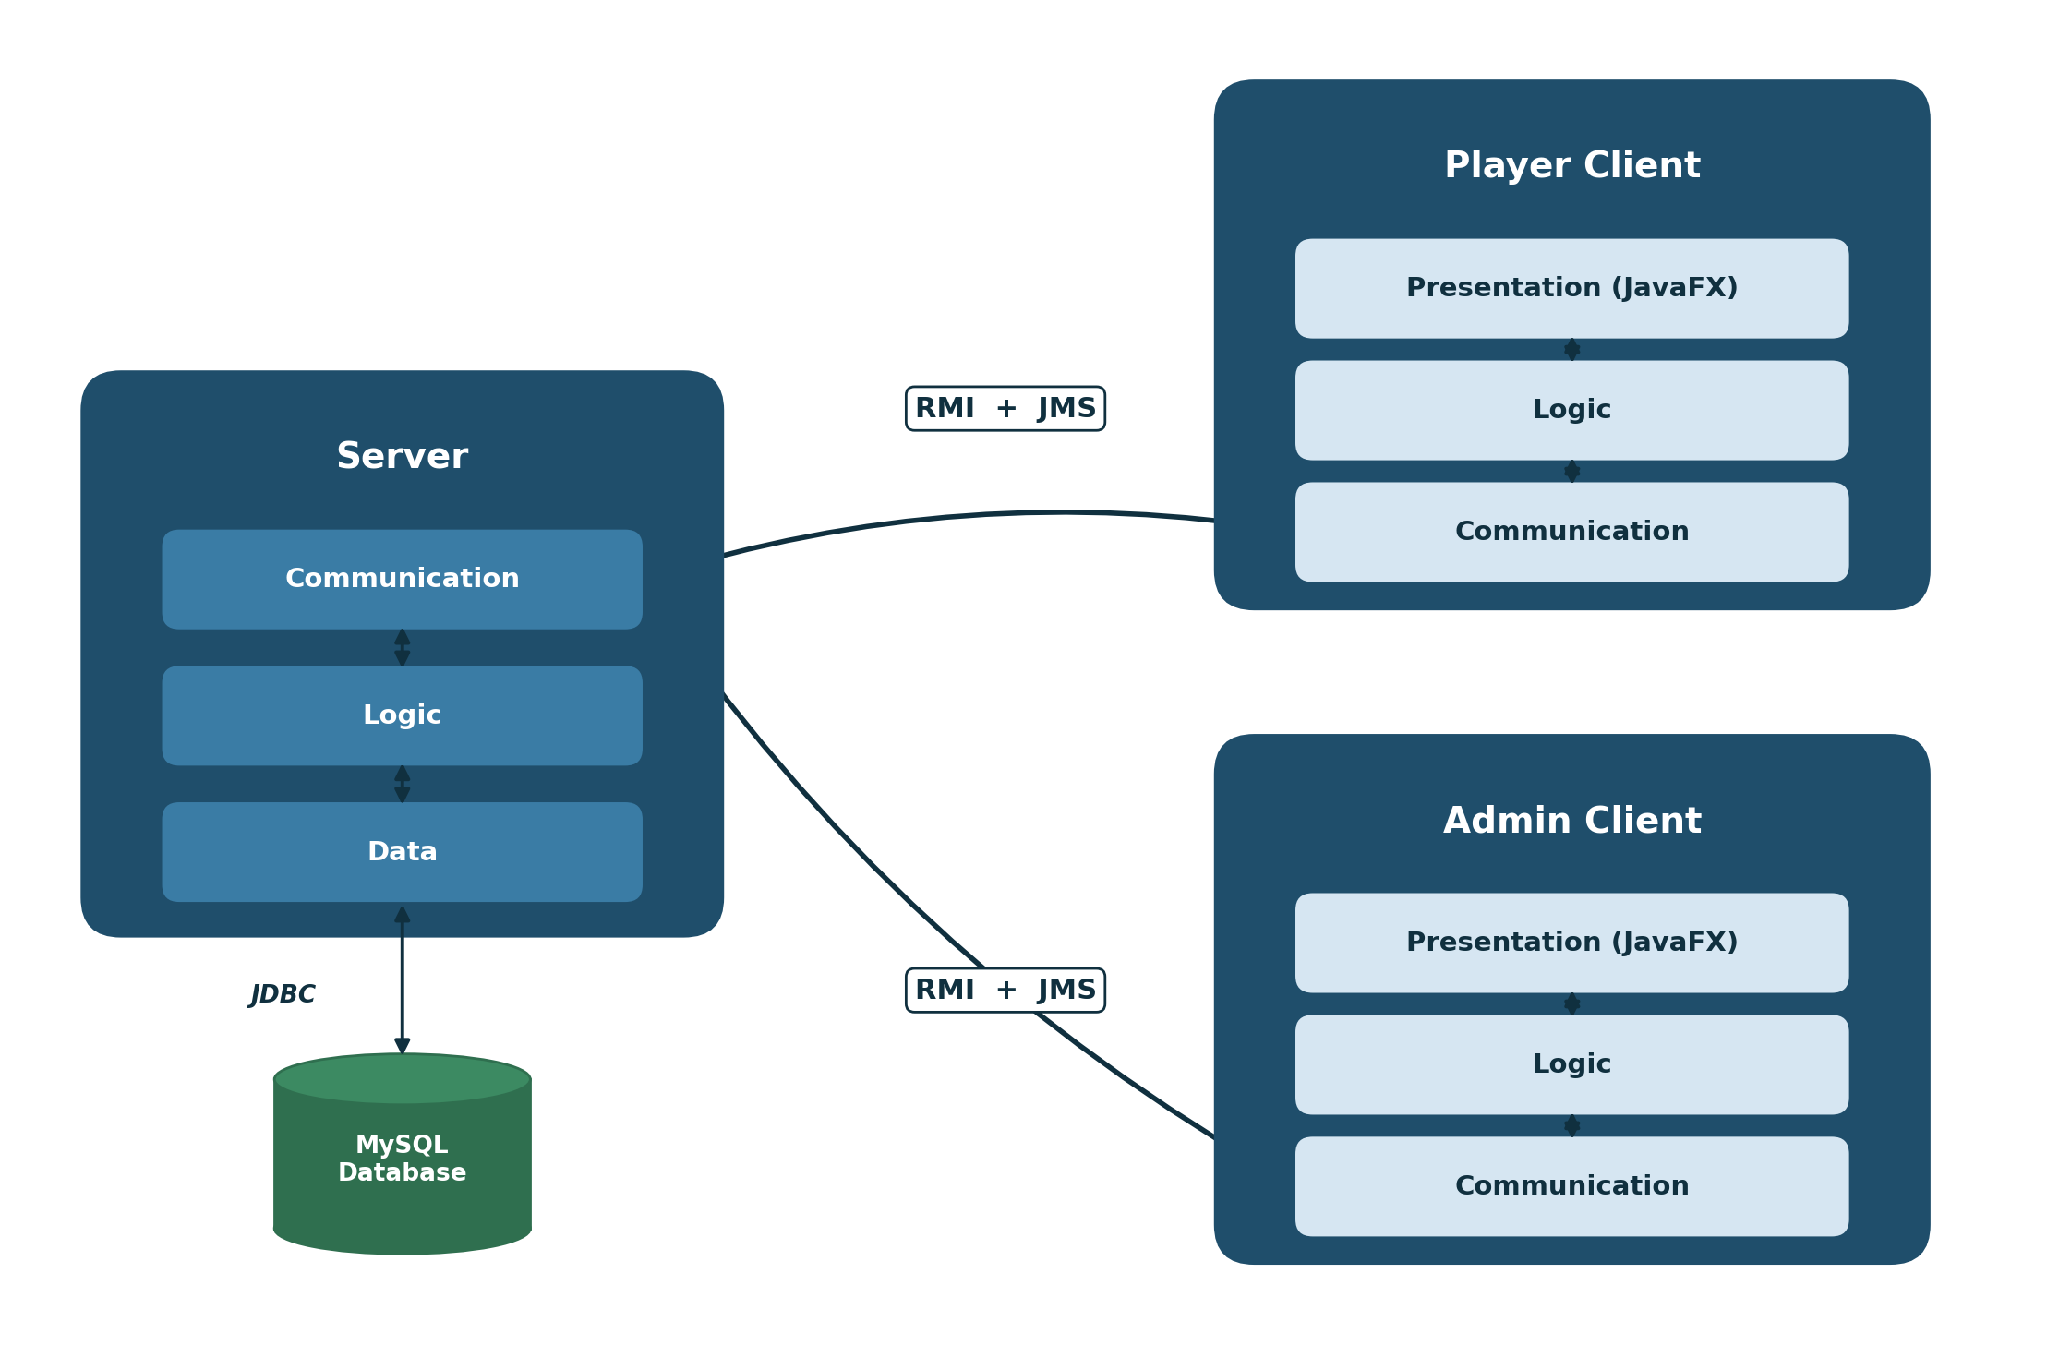 Server
Communication
Logic
Data
JDBC
MySQL
Database
RMI + JMS
RMI + JMS
Player Client
Presentation (JavaFX)
Logic
Communication
Admin Client
Presentation (JavaFX)
Logic
Communication